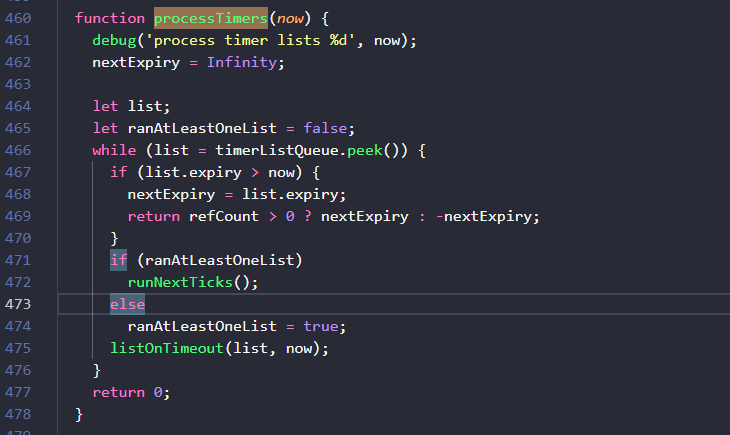 460 function processTimers(now) {
461 debug('process timer lists %d', now);
462 nextExpiry = Infinity;
463
464 let list;
465 let ranAtLeastOneList = false;
466 while (list = timerListQueue.peek()) {
467 if (list.expiry > now) {
468 nextExpiry = list.expiry;
469 return refCount > 0 ? nextExpiry : -nextExpiry;
470 }
471 if (ranAtLeastOneList)
472 runNextTicks();
473 else
474 ranAtLeastOneList = true;
475 listOnTimeout(list, now);
476 }
477 return 0;
478 }